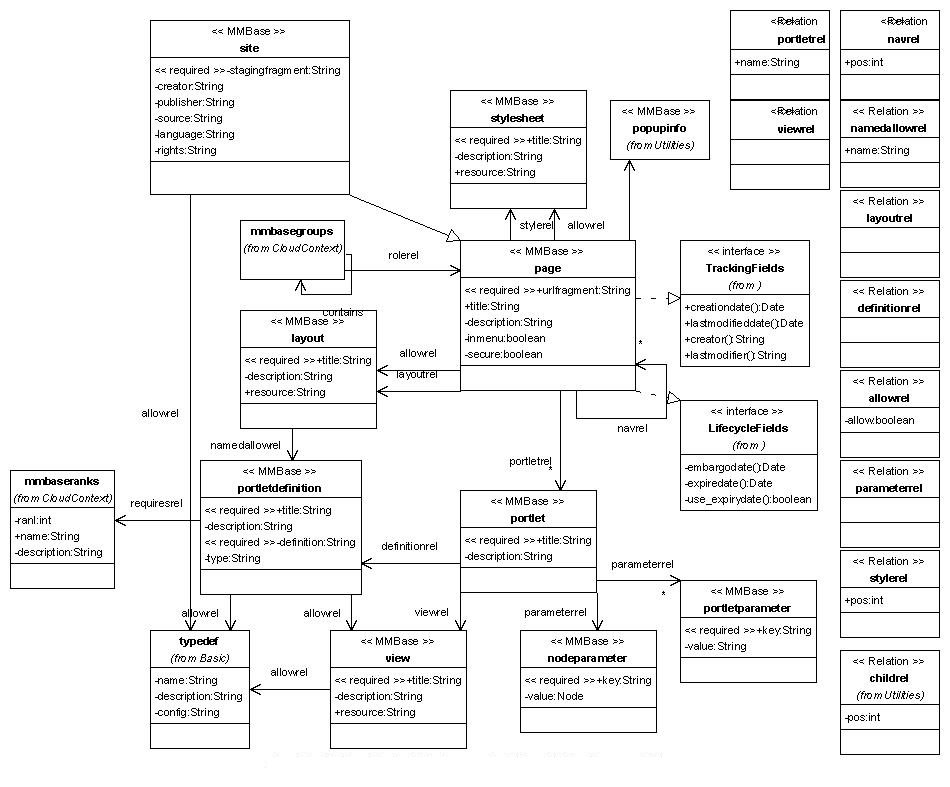 << MMBase >>
site
<< required >>-stagingfragment:String
-creator:String
-publisher:String
-source:String
-language:String
-rights:String
<< MMBase >>
stylesheet
<< required >>+title:String
-description:String
+resource:String
<< MMBase >>
popupinfo
(from Utilities)
<<Relation
portletrel
+name:String
<<Relation
navrel
+pos:int
<<Relation
viewrel
<< Relation >>
namedallowrel
+name:String
<< Relation >>
layoutrel
stylerel
allowrel
mmbasegroups
(from CloudContext)
rolerel
contains
<< MMBase >>
page
<< required >>+urlfragment:String
+title:String
-description:String
-inmenu:boolean
-secure:boolean
<< interface >>
TrackingFields
(from )
+creationdate():Date
+lastmodifieddate():Date
+creator():String
+lastmodifier():String
<< Relation >>
definitionrel
<< MMBase >>
layout
<< required >>+title:String
-description:String
+resource:String
allowrel
layoutrel
*
navrel
<< interface >>
LifecycleFields
(from )
-embargodate():Date
-expiredate():Date
-use_expirydate():boolean
<< Relation >>
allowrel
-allow:boolean
allowrel
namedallowrel
portletrel
*
mmbaseranks
(from CloudContext)
-ranl:int
+name:String
-description:String
requiresrel
<< MMBase >>
portletdefinition
<< required >>+title:String
-description:String
<< required >>-definition:String
-type:String
definitionrel
<< MMBase >>
portlet
<< required >>+title:String
-description:String
<< Relation >>
parameterrel
parameterrel
*
<< Relation >>
stylerel
+pos:int
allowrel
allowrel
viewrel
parameterrel
<< MMBase >>
portletparameter
<< required >>+key:String
-value:String
typedef
(from Basic)
-name:String
-description:String
-config:String
allowrel
<< MMBase >>
view
<< required >>+title:String
-description:String
+resource:String
<< MMBase >>
nodeparameter
<< required >>+key:String
-value:Node
<< Relation >>
childrel
(from Utilities)
-pos:int